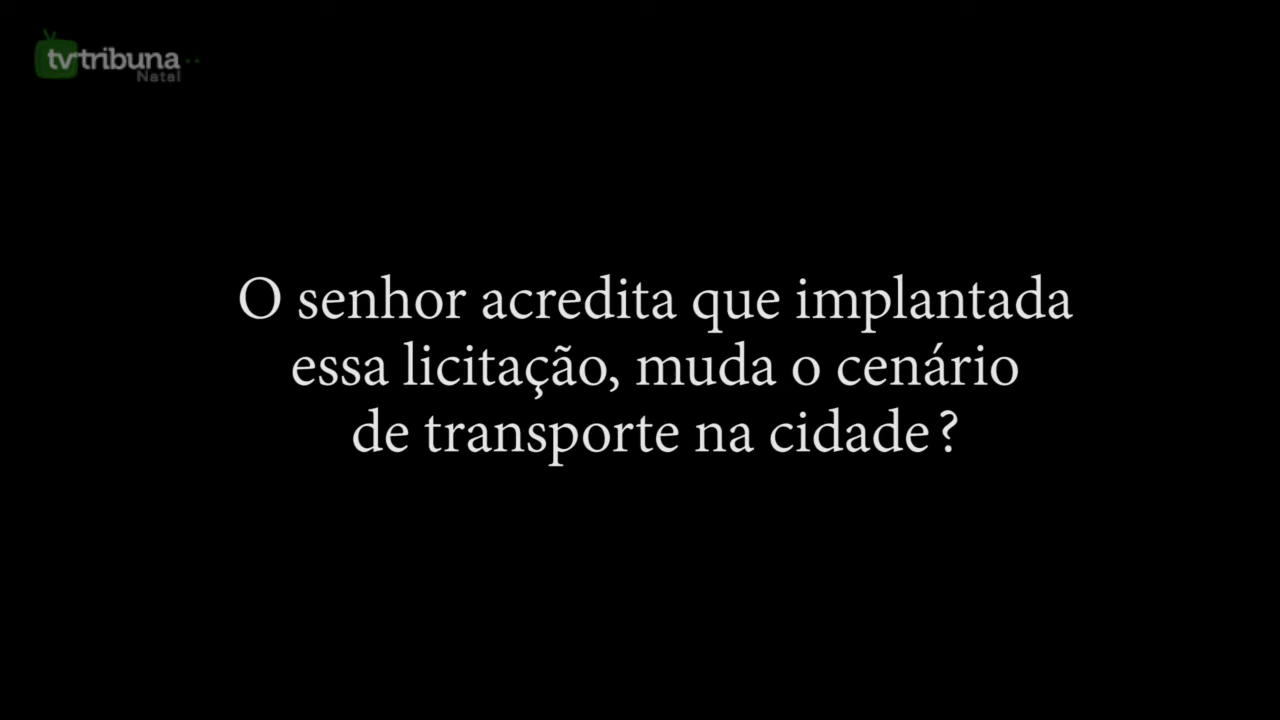 tvtribuna
Natal
O senhor acredita que implantada
essa licitação, muda o cenário
de transporte na cidade?